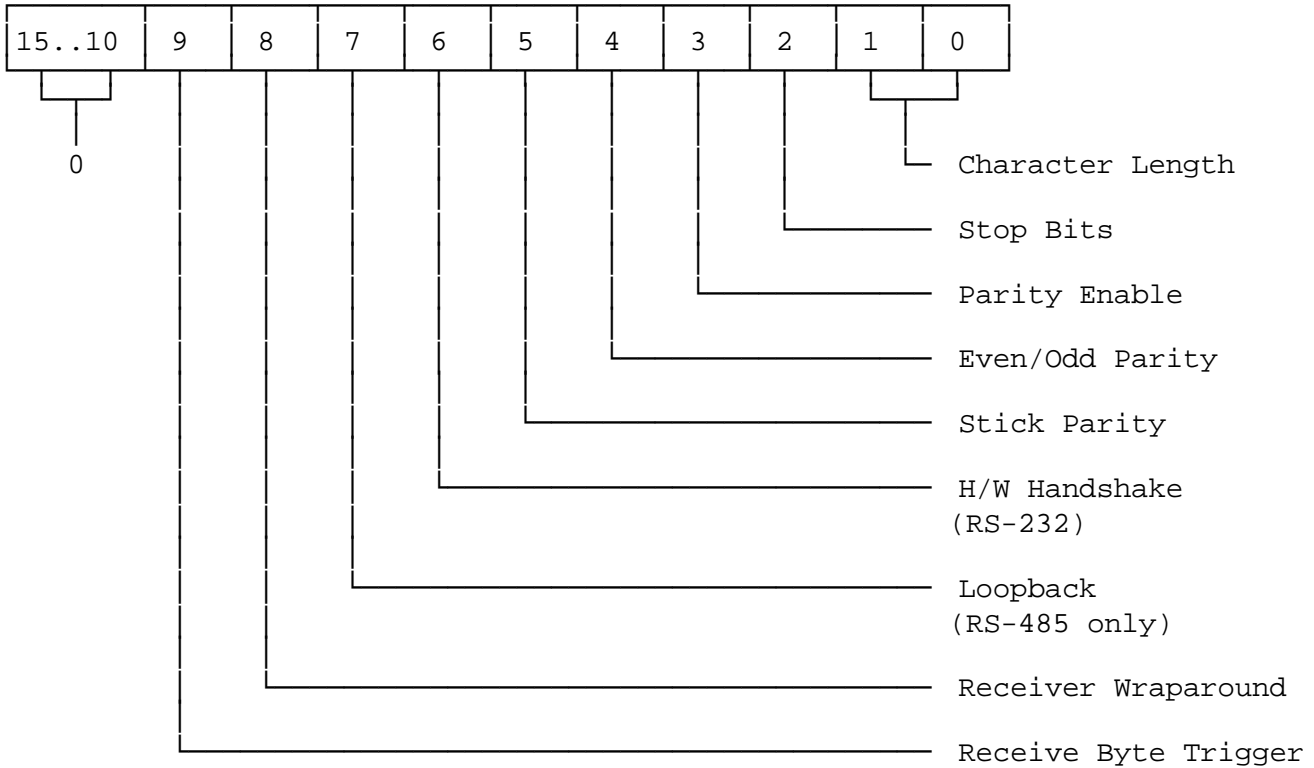 15..10 9 8 7 6 5 4 3 2 1 0
0 Character Length
Stop Bits
Parity Enable
Even/Odd Parity
Stick Parity
H/W Handshake
(RS-232)
Loopback
(RS-485 only)
Receiver Wraparound
Receive Byte Trigger